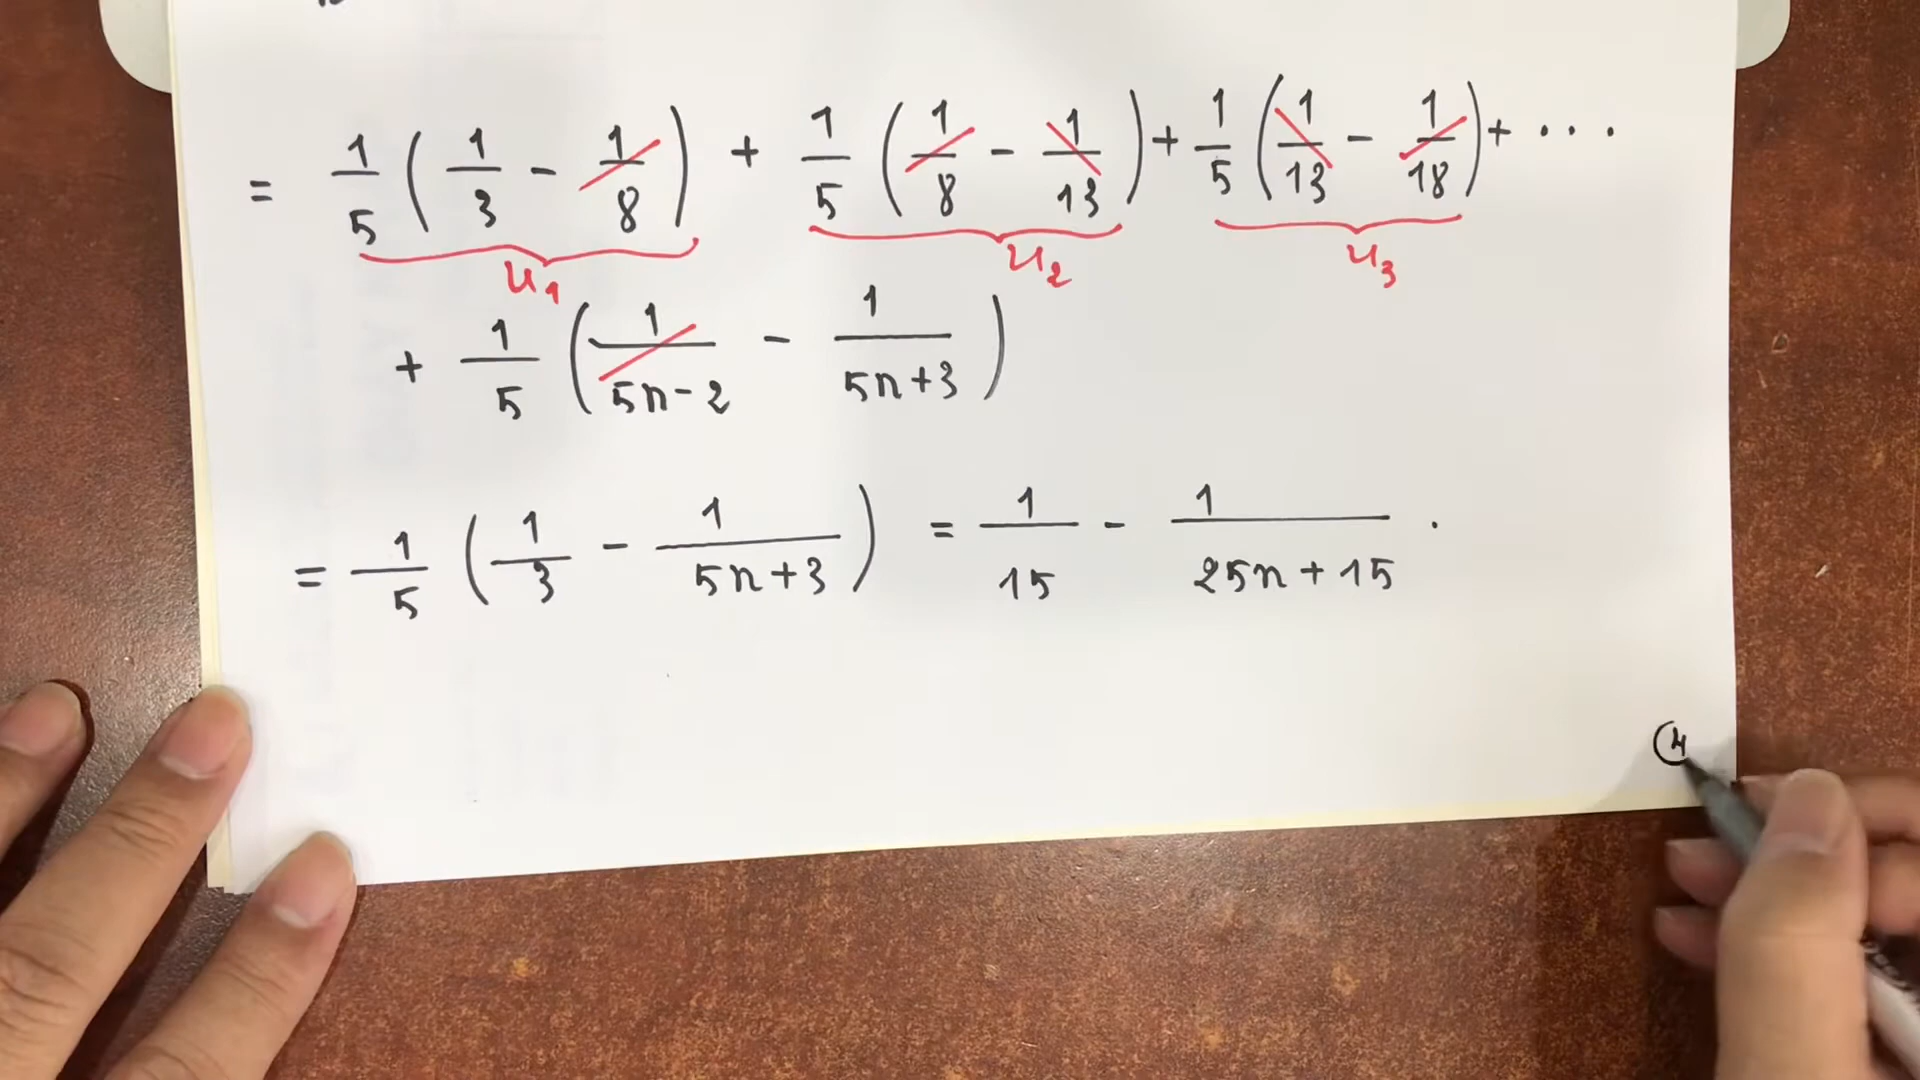 = 1/5 ( 1/3 - 1/8 ) + 1/5 ( 1/8 - 1/13 ) + 1/5 ( 1/13 - 1/18 ) + ...
u₁ u₂ u₃
+ 1/5 ( 1/(5n-2) - 1/(5n+3) )
= 1/5 ( 1/3 - 1/(5n+3) ) = 1/15 - 1/(25n+15) .
④